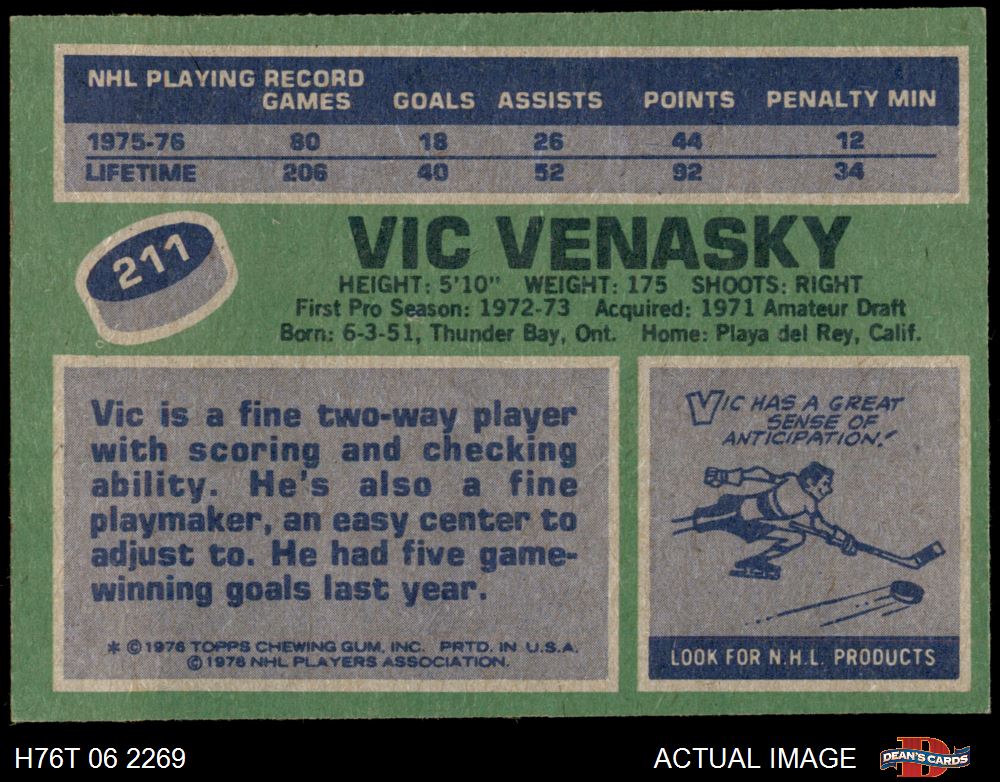 NHL PLAYING RECORD
GAMES GOALS ASSISTS POINTS PENALTY MIN
1975-76 80 18 26 44 12
LIFETIME 206 40 52 92 34
211
VIC VENASKY
HEIGHT: 5'10" WEIGHT: 175 SHOOTS: RIGHT
First Pro Season: 1972-73 Acquired: 1971 Amateur Draft
Born: 6-3-51, Thunder Bay, Ont. Home: Playa del Rey, Calif.
Vic is a fine two-way player
with scoring and checking
ability. He's also a fine
playmaker, an easy center to
adjust to. He had five game-
winning goals last year.
* ©1976 TOPPS CHEWING GUM, INC. PRTD. IN U.S.A.
©1976 NHL PLAYERS ASSOCIATION.
VIC HAS A GREAT
SENSE OF
ANTICIPATION!
LOOK FOR N.H.L. PRODUCTS
H76T 06 2269
ACTUAL IMAGE
DEAN'S CARDS